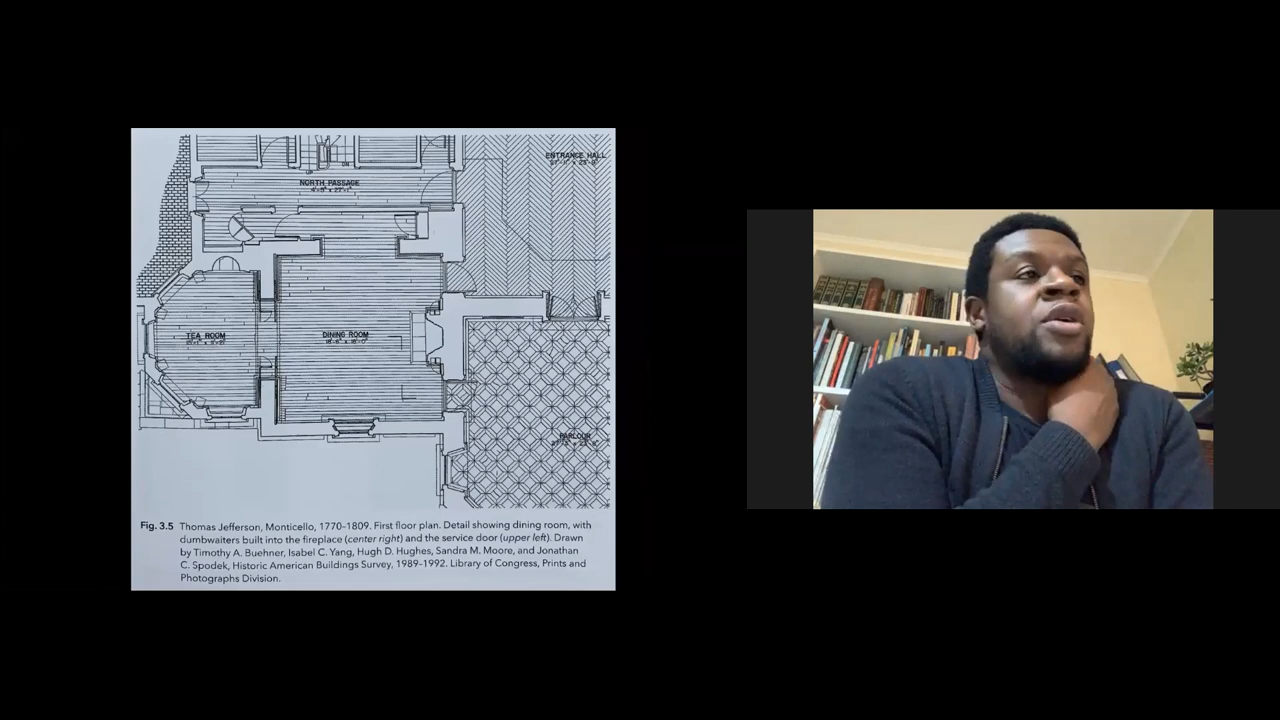 ENTRANCE HALL
NORTH PASSAGE
DN
UP
TEA ROOM
DINING ROOM
PARLOR
Fig. 3.5 Thomas Jefferson, Monticello, 1770–1809. First floor plan. Detail showing dining room, with
dumbwaiters built into the fireplace (center right) and the service door (upper left). Drawn
by Timothy A. Buehner, Isabel C. Yang, Hugh D. Hughes, Sandra M. Moore, and Jonathan
C. Spodek, Historic American Buildings Survey, 1989–1992. Library of Congress, Prints and
Photographs Division.